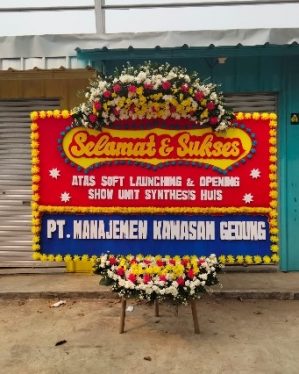 Selamat & Sukses
ATAS SOFT LAUNCHING & OPENING
SHOW UNIT SYNTHESIS HUIS
PT. MANAJEMEN KAWASAN GEDUNG